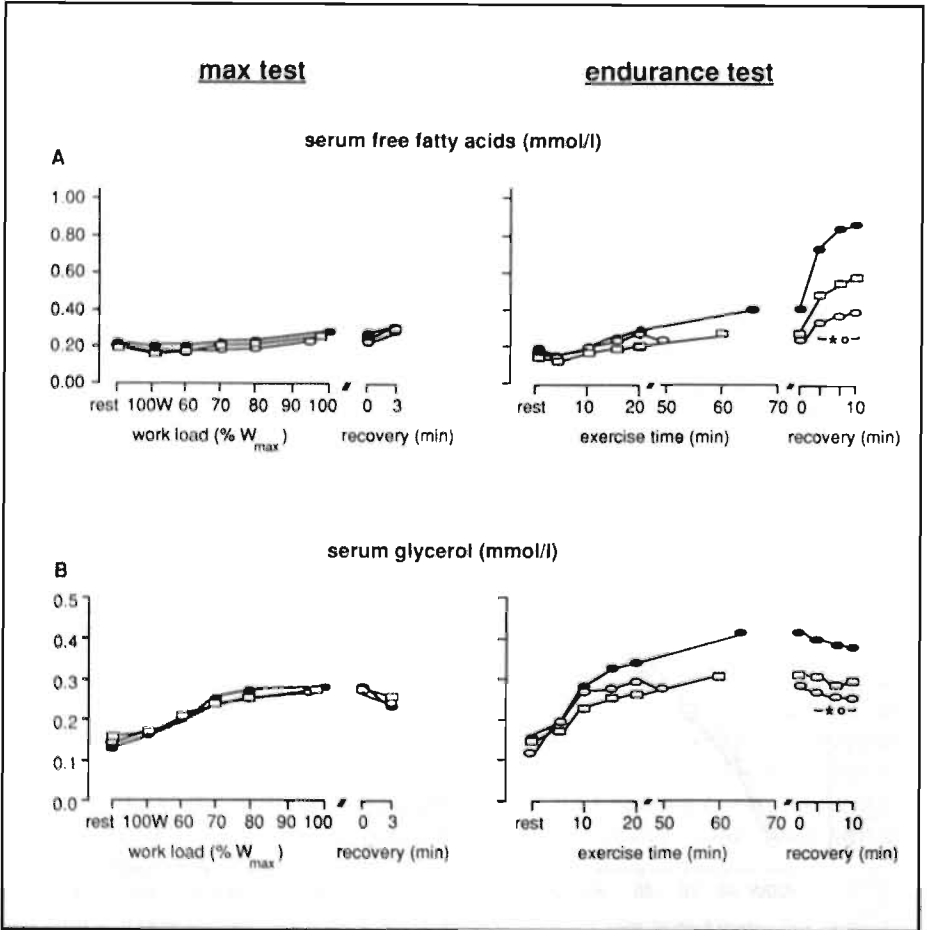 max test
endurance test
serum free fatty acids (mmol/l)
A
1.00
0.80
0.60
0.40
0.20
0.00
rest 100W 60 70 80 90 100 0 3
work load (% Wmax) recovery (min)
rest 10 20 50 60 70 0 10
exercise time (min) recovery (min)
-*o-
serum glycerol (mmol/l)
B
0.5
0.4
0.3
0.2
0.1
0.0
rest 100W 60 70 80 90 100 0 3
work load (% Wmax) recovery (min)
rest 10 20 50 60 70 0 10
exercise time (min) recovery (min)
-*o-